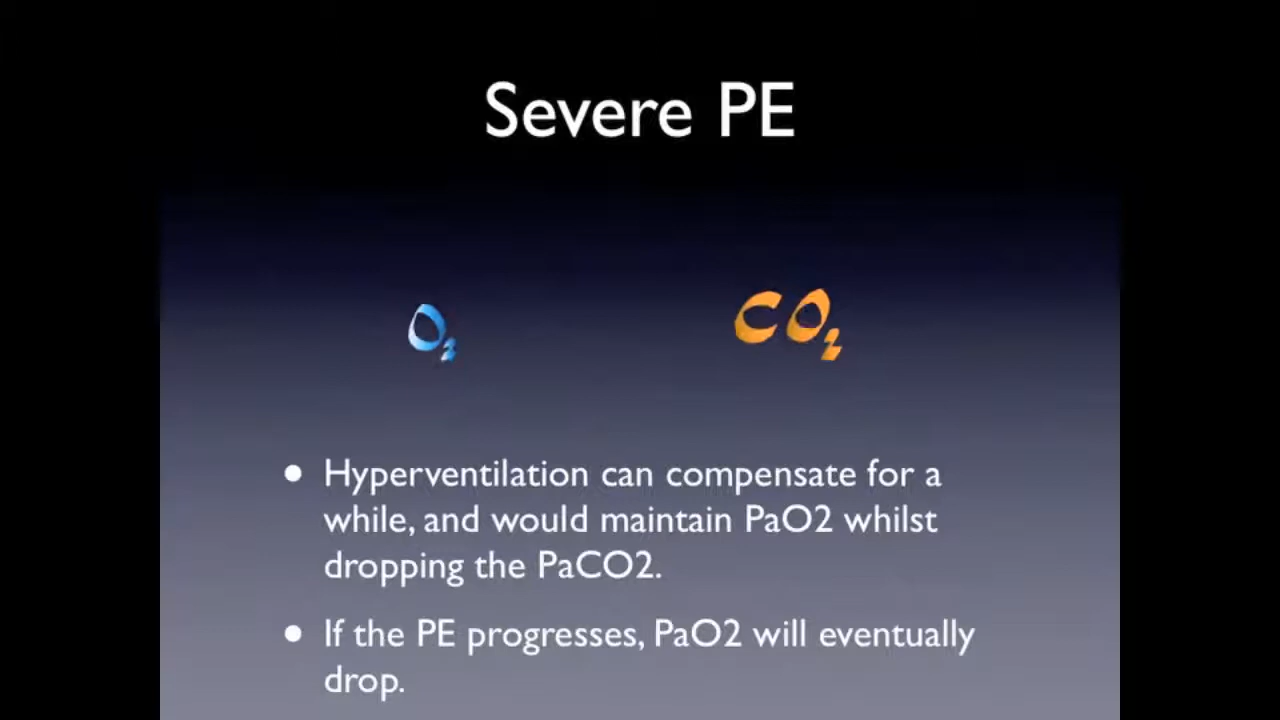 Severe PE
O₂
CO₂
• Hyperventilation can compensate for a
while, and would maintain PaO2 whilst
dropping the PaCO2.
• If the PE progresses, PaO2 will eventually
drop.